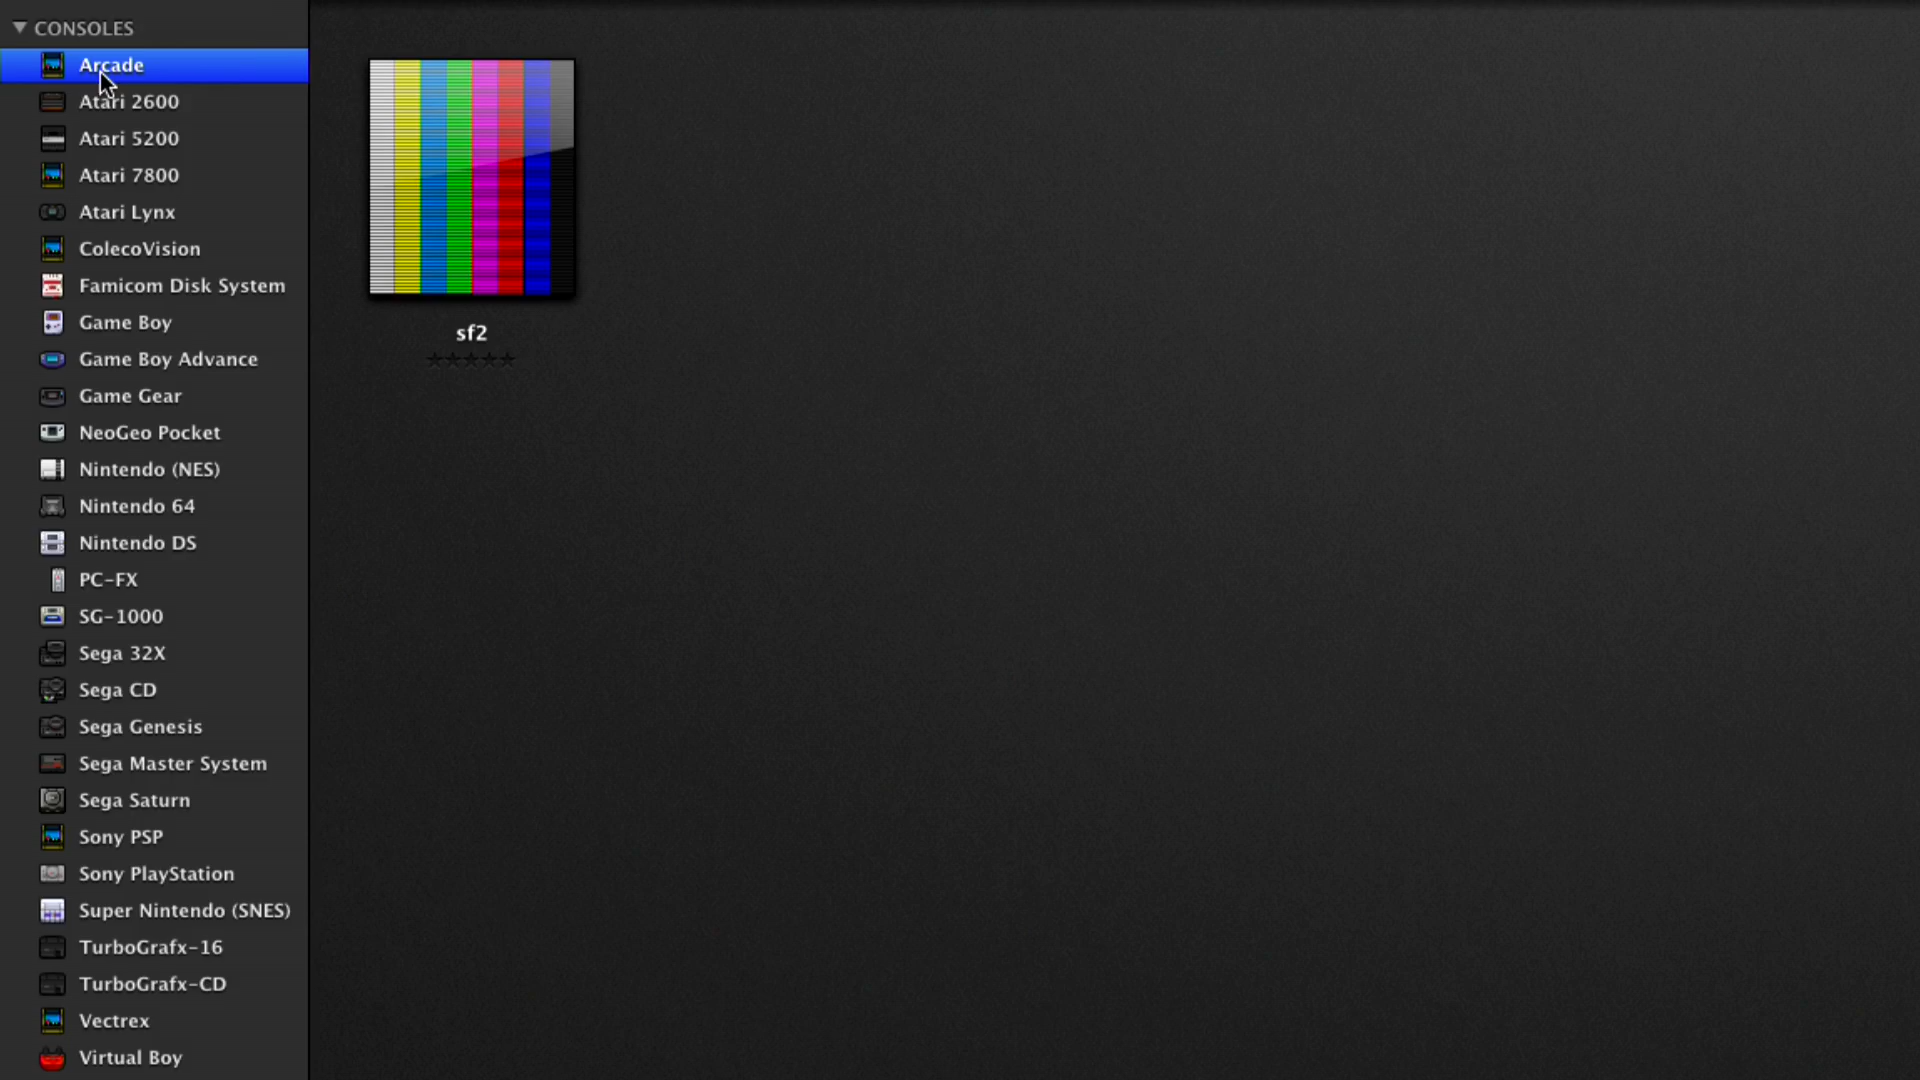 CONSOLES
Arcade
Atari 2600
Atari 5200
Atari 7800
Atari Lynx
ColecoVision
Famicom Disk System
Game Boy
Game Boy Advance
Game Gear
NeoGeo Pocket
Nintendo (NES)
Nintendo 64
Nintendo DS
PC-FX
SG-1000
Sega 32X
Sega CD
Sega Genesis
Sega Master System
Sega Saturn
Sony PSP
Sony PlayStation
Super Nintendo (SNES)
TurboGrafx-16
TurboGrafx-CD
Vectrex
Virtual Boy
sf2